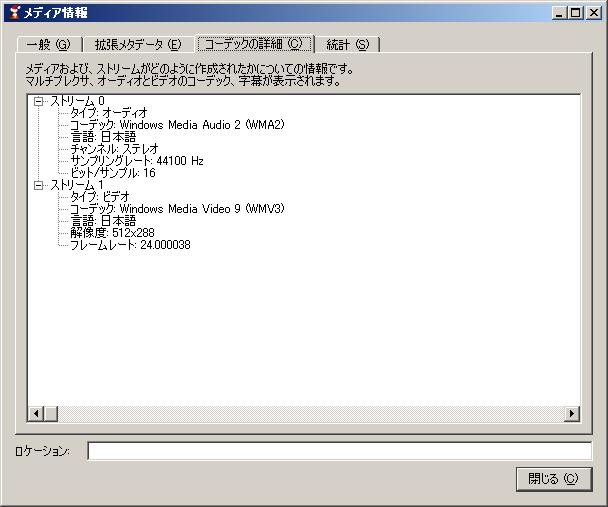 メディア情報
一般 (G) 拡張メタデータ (E) コーデックの詳細 (C) 統計 (S)
メディアおよび、ストリームがどのように作成されたかについての情報です。
マルチプレクサ、オーディオとビデオのコーデック、字幕が表示されます。
ストリーム 0
タイプ: オーディオ
コーデック: Windows Media Audio 2 (WMA2)
言語: 日本語
チャンネル: ステレオ
サンプリングレート: 44100 Hz
ビット/サンプル: 16
ストリーム 1
タイプ: ビデオ
コーデック: Windows Media Video 9 (WMV3)
言語: 日本語
解像度: 512x288
フレームレート: 24.000038
ロケーション:
閉じる (C)